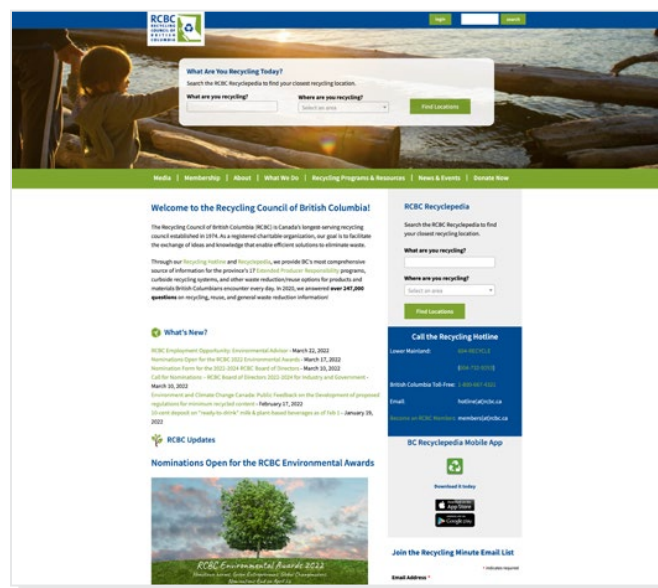 RCBC
RECYCLING
COUNCIL OF
BRITISH
COLUMBIA
login
search
What Are You Recycling Today?
Search the RCBC Recyclepedia to find your closest recycling location.
What are you recycling?
Where are you recycling?
Select an area
Find Locations
Media | Membership | About | What We Do | Recycling Programs & Resources | News & Events | Donate Now
Welcome to the Recycling Council of British Columbia!
The Recycling Council of British Columbia (RCBC) is Canada's longest-serving recycling
council established in 1974. As a registered charitable organization, our goal is to facilitate
the exchange of ideas and knowledge that enable efficient solutions to eliminate waste.
Through our Recycling Hotline and Recyclepedia, we provide BC's most comprehensive
source of information for the province's 17 Extended Producer Responsibility programs,
curbside recycling systems, and other waste reduction/reuse options for products and
materials British Columbians encounter every day. In 2020, we answered over 247,000
questions on recycling, reuse, and general waste reduction information!
What's New?
RCBC Employment Opportunity: Environmental Advisor - March 22, 2022
Nominations Open for the RCBC 2022 Environmental Awards - March 17, 2022
Nomination Form for the 2022-2024 RCBC Board of Directors - March 10, 2022
Call for Nominations – RCBC Board of Directors 2022-2024 for Industry and Government -
March 10, 2022
Environment and Climate Change Canada: Public Feedback on the Development of proposed
regulations for minimum recycled content - February 17, 2022
10-cent deposit on "ready-to-drink" milk & plant-based beverages as of Feb 1 - January 19,
2022
RCBC Updates
Nominations Open for the RCBC Environmental Awards
RCBC Environmental Awards 2022
RCBC Recyclepedia
Search the RCBC Recyclepedia to find
your closest recycling location.
What are you recycling?
Where are you recycling?
Select an area
Find Locations
Call the Recycling Hotline
Lower Mainland: 604-RECYCLE
British Columbia Toll-Free:
Email: hotline(at)rcbc.ca
members(at)rcbc.ca
BC Recyclepedia Mobile App
Download it today
App Store
Google play
Join the Recycling Minute Email List
* indicates required
Email Address *